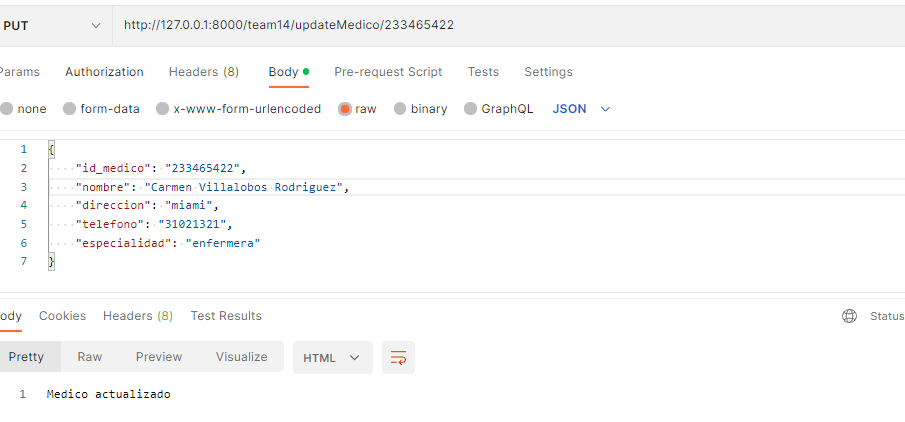 PUT http://127.0.0.1:8000/team14/updateMedico/233465422
Params Authorization Headers (8) Body Pre-request Script Tests Settings
none form-data x-www-form-urlencoded raw binary GraphQL JSON
1 {
2 "id_medico": "233465422",
3 "nombre": "Carmen Villalobos Rodriguez",
4 "direccion": "miami",
5 "telefono": "31021321",
6 "especialidad": "enfermera"
7 }
ody Cookies Headers (8) Test Results Status
Pretty Raw Preview Visualize HTML
1 Medico actualizado